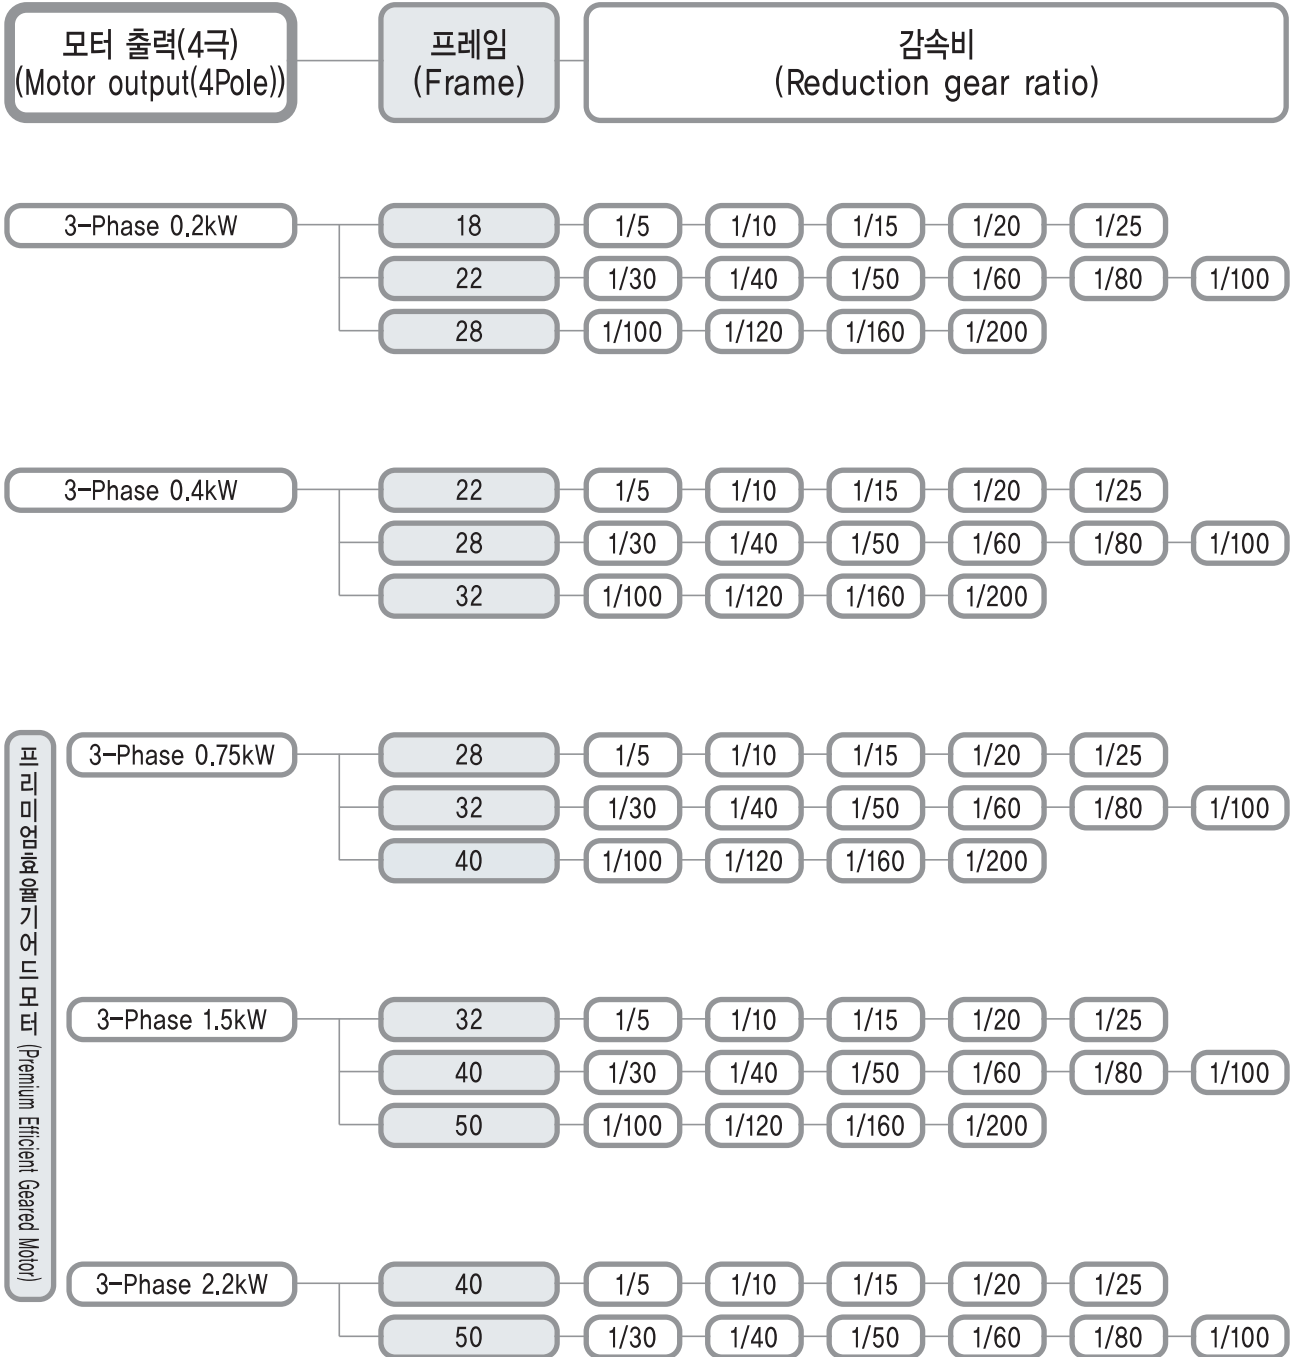 모터 출력(4극)
(Motor output(4Pole))
프레임
(Frame)
감속비
(Reduction gear ratio)
3-Phase 0.2kW
18 1/5 1/10 1/15 1/20 1/25
22 1/30 1/40 1/50 1/60 1/80 1/100
28 1/100 1/120 1/160 1/200
3-Phase 0.4kW
22 1/5 1/10 1/15 1/20 1/25
28 1/30 1/40 1/50 1/60 1/80 1/100
32 1/100 1/120 1/160 1/200
프리미엄효율기어드모터 (Premium Efficient Geared Motor)
3-Phase 0.75kW
28 1/5 1/10 1/15 1/20 1/25
32 1/30 1/40 1/50 1/60 1/80 1/100
40 1/100 1/120 1/160 1/200
3-Phase 1.5kW
32 1/5 1/10 1/15 1/20 1/25
40 1/30 1/40 1/50 1/60 1/80 1/100
50 1/100 1/120 1/160 1/200
3-Phase 2.2kW
40 1/5 1/10 1/15 1/20 1/25
50 1/30 1/40 1/50 1/60 1/80 1/100